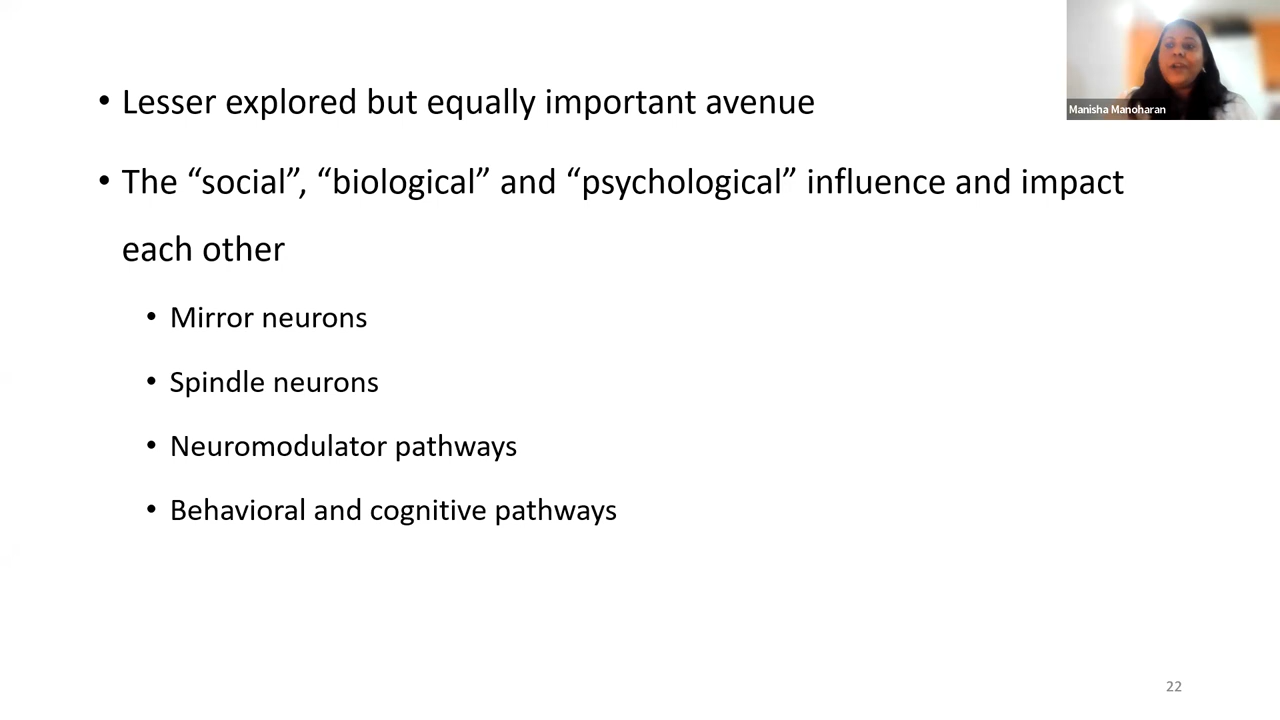 • Lesser explored but equally important avenue
Manisha Manoharan
• The “social”, “biological” and “psychological” influence and impact
each other
• Mirror neurons
• Spindle neurons
• Neuromodulator pathways
• Behavioral and cognitive pathways
22